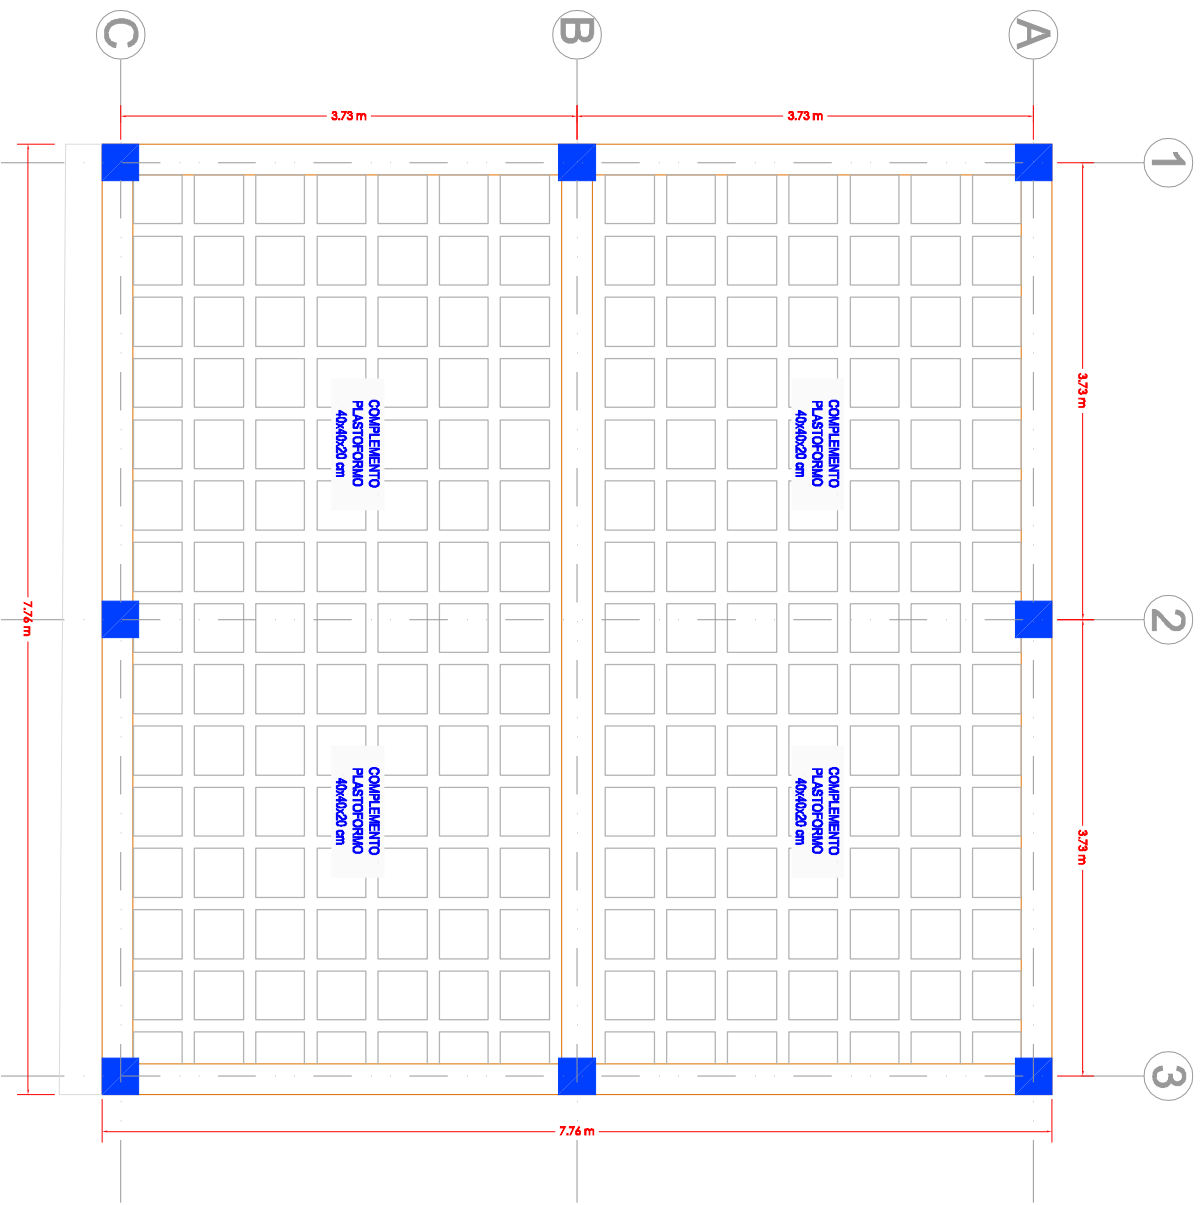 C
B
A
3.73 m
3.73 m
1
3.73 m
COMPLEMENTO
PLASTOFORMO
40x40x20 cm
COMPLEMENTO
PLASTOFORMO
40x40x20 cm
7.76 m
2
COMPLEMENTO
PLASTOFORMO
40x40x20 cm
COMPLEMENTO
PLASTOFORMO
40x40x20 cm
3.73 m
3
7.76 m